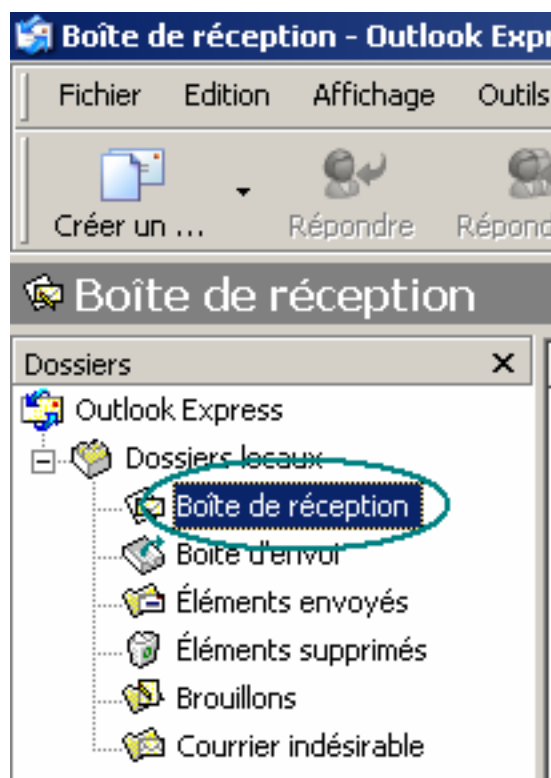 Boîte de réception - Outlook Expr
Fichier Edition Affichage Outils
Créer un ... Répondre Répond
Boîte de réception
Dossiers
Outlook Express
Dossiers locaux
Boîte de réception
Boîte d'envoi
Éléments envoyés
Éléments supprimés
Brouillons
Courrier indésirable